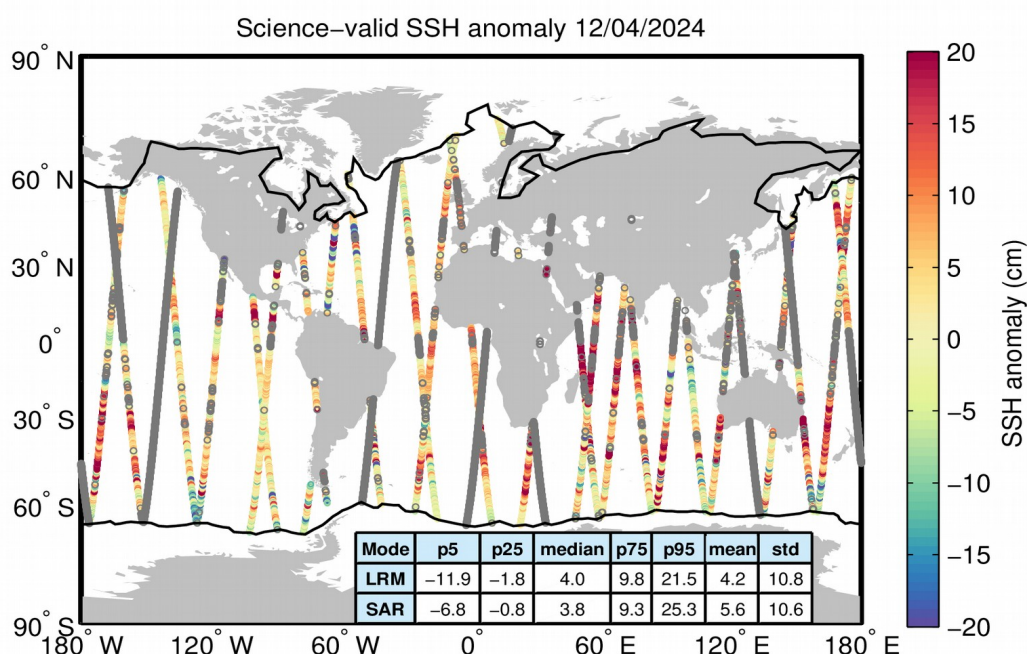 Science−valid SSH anomaly 12/04/2024
90° N
60° N
30° N
0°
30° S
60° S
90° S
180° W 120° W 60° W 0° 60° E 120° E 180° E
Mode p5 p25 median p75 p95 mean std
LRM −11.9 −1.8 4.0 9.8 21.5 4.2 10.8
SAR −6.8 −0.8 3.8 9.3 25.3 5.6 10.6
20
15
10
5
0
−5
−10
−15
−20
SSH anomaly (cm)